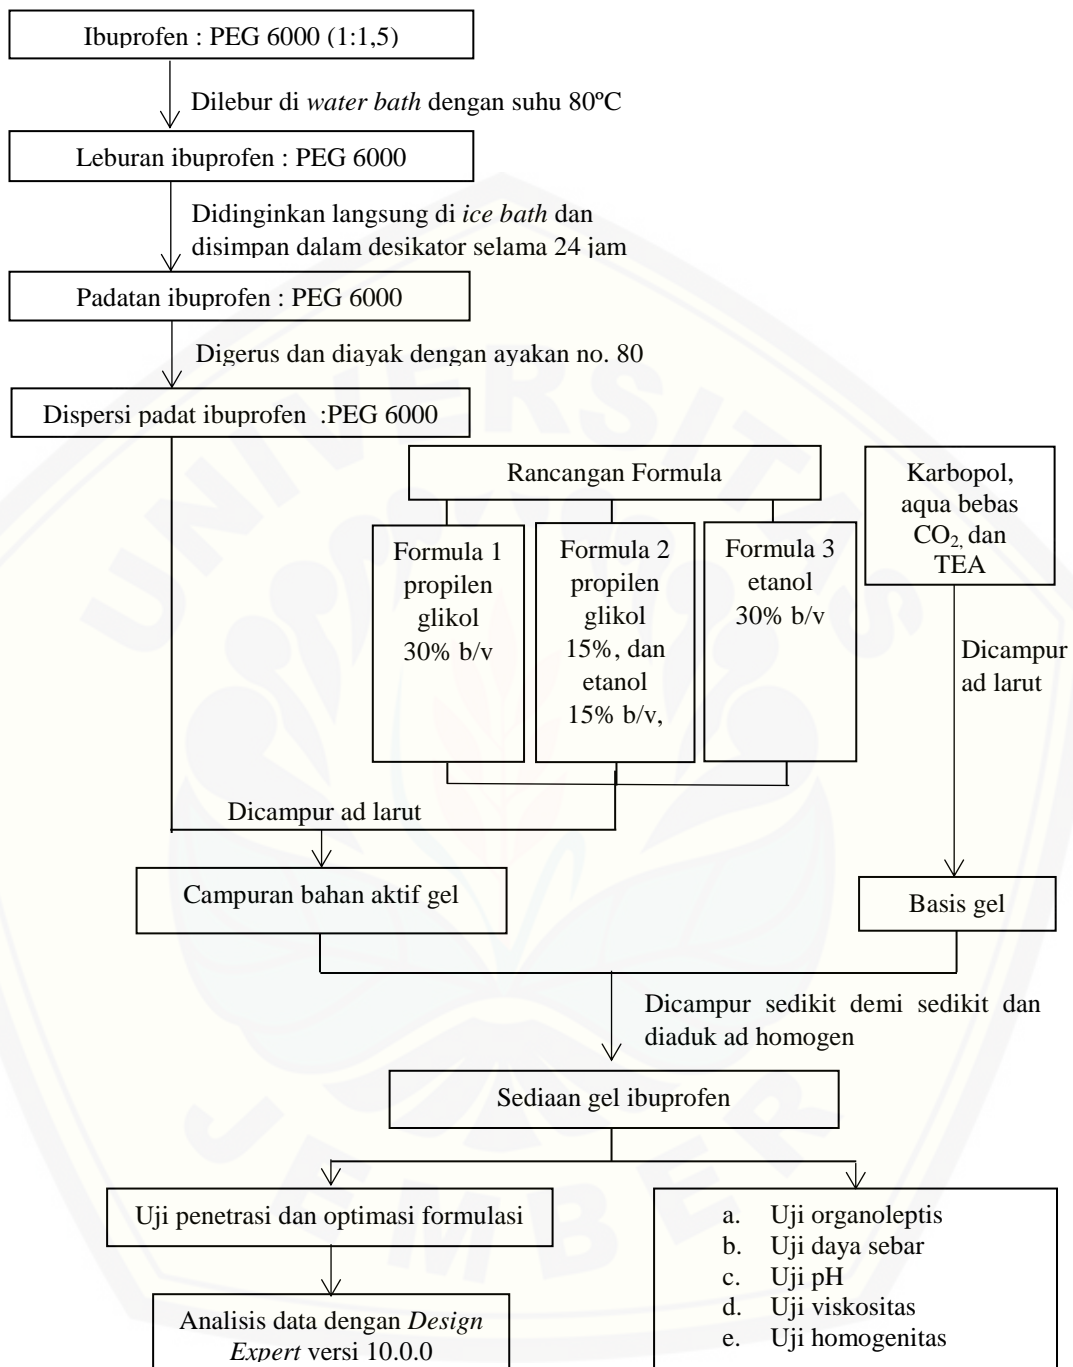 Ibuprofen : PEG 6000 (1:1,5)
Dilebur di water bath dengan suhu 80ºC
Leburan ibuprofen : PEG 6000
Didinginkan langsung di ice bath dan
disimpan dalam desikator selama 24 jam
Padatan ibuprofen : PEG 6000
Digerus dan diayak dengan ayakan no. 80
Dispersi padat ibuprofen :PEG 6000
Rancangan Formula
Formula 1
propilen
glikol
30% b/v
Formula 2
propilen
glikol
15%, dan
etanol
15% b/v,
Formula 3
etanol
30% b/v
Karbopol,
aqua bebas
CO2, dan
TEA
Dicampur
ad larut
Dicampur ad larut
Campuran bahan aktif gel
Basis gel
Dicampur sedikit demi sedikit dan
diaduk ad homogen
Sediaan gel ibuprofen
Uji penetrasi dan optimasi formulasi
Analisis data dengan Design
Expert versi 10.0.0
a. Uji organoleptis
b. Uji daya sebar
c. Uji pH
d. Uji viskositas
e. Uji homogenitas
UNIVERSITAS
JEMBER